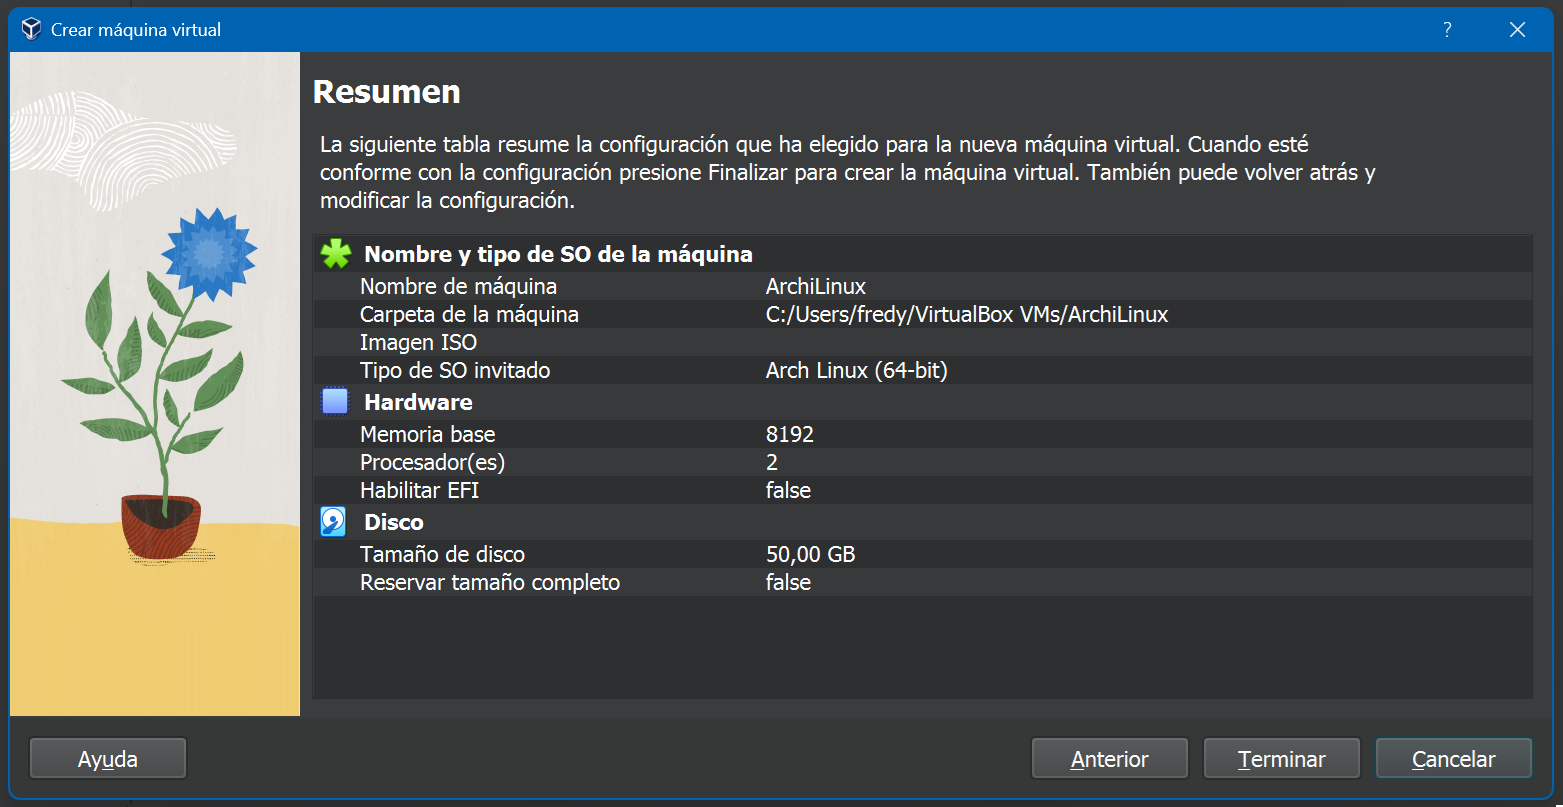 Crear máquina virtual
?
Resumen
La siguiente tabla resume la configuración que ha elegido para la nueva máquina virtual. Cuando esté
conforme con la configuración presione Finalizar para crear la máquina virtual. También puede volver atrás y
modificar la configuración.
Nombre y tipo de SO de la máquina
Nombre de máquina ArchiLinux
Carpeta de la máquina C:/Users/fredy/VirtualBox VMs/ArchiLinux
Imagen ISO
Tipo de SO invitado Arch Linux (64-bit)
Hardware
Memoria base 8192
Procesador(es) 2
Habilitar EFI false
Disco
Tamaño de disco 50,00 GB
Reservar tamaño completo false
Ayuda Anterior Terminar Cancelar